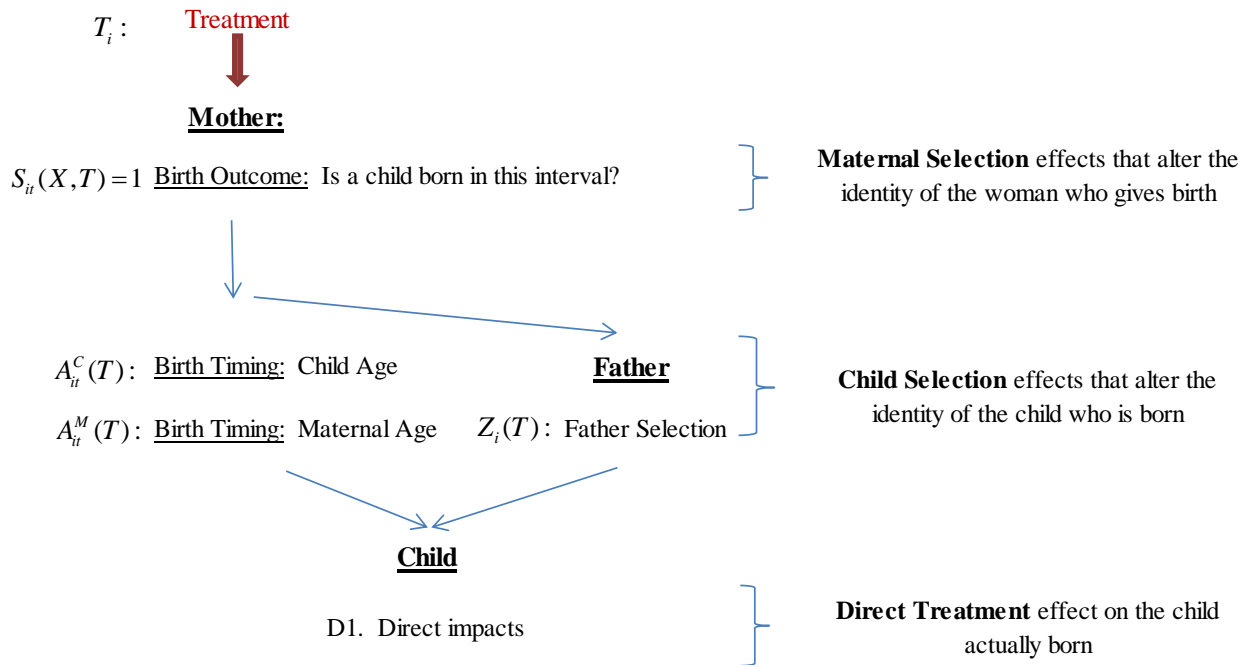 T_i : Treatment
Mother:
S_it(X,T) = 1 Birth Outcome: Is a child born in this interval?
Maternal Selection effects that alter the
identity of the woman who gives birth
A_it^C(T): Birth Timing: Child Age
Father
A_it^M(T): Birth Timing: Maternal Age Z_i(T): Father Selection
Child Selection effects that alter the
identity of the child who is born
Child
D1. Direct impacts
Direct Treatment effect on the child
actually born